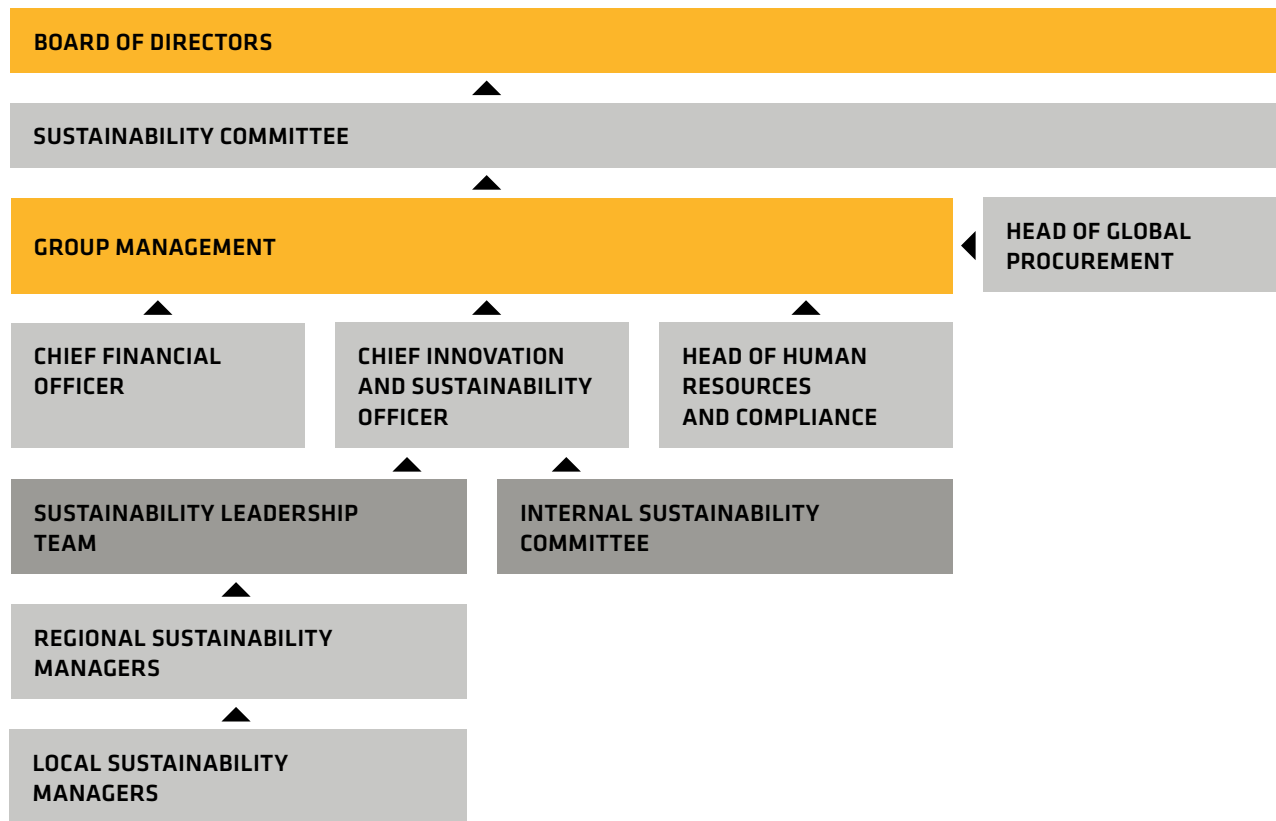 BOARD OF DIRECTORS
SUSTAINABILITY COMMITTEE
GROUP MANAGEMENT
HEAD OF GLOBAL
PROCUREMENT
CHIEF FINANCIAL
OFFICER
CHIEF INNOVATION
AND SUSTAINABILITY
OFFICER
HEAD OF HUMAN
RESOURCES
AND COMPLIANCE
SUSTAINABILITY LEADERSHIP
TEAM
INTERNAL SUSTAINABILITY
COMMITTEE
REGIONAL SUSTAINABILITY
MANAGERS
LOCAL SUSTAINABILITY
MANAGERS